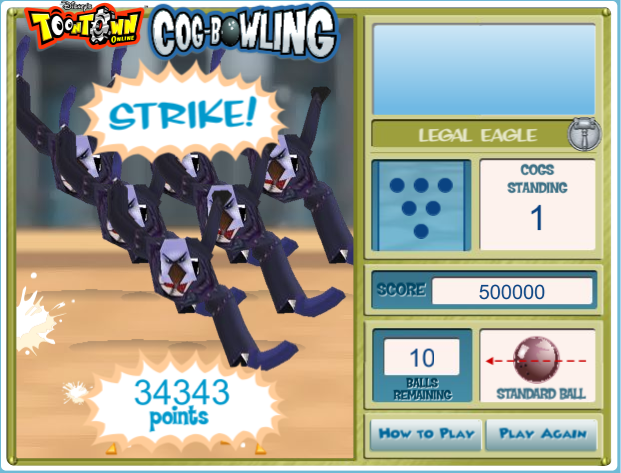 Disney's
TOONTOWN
ONLINE
COG-BOWLING
STRIKE!
34343
points
LEGAL EAGLE
COGS
STANDING
1
SCORE 500000
10
BALLS
REMAINING
STANDARD BALL
HOW TO PLAY PLAY AGAIN